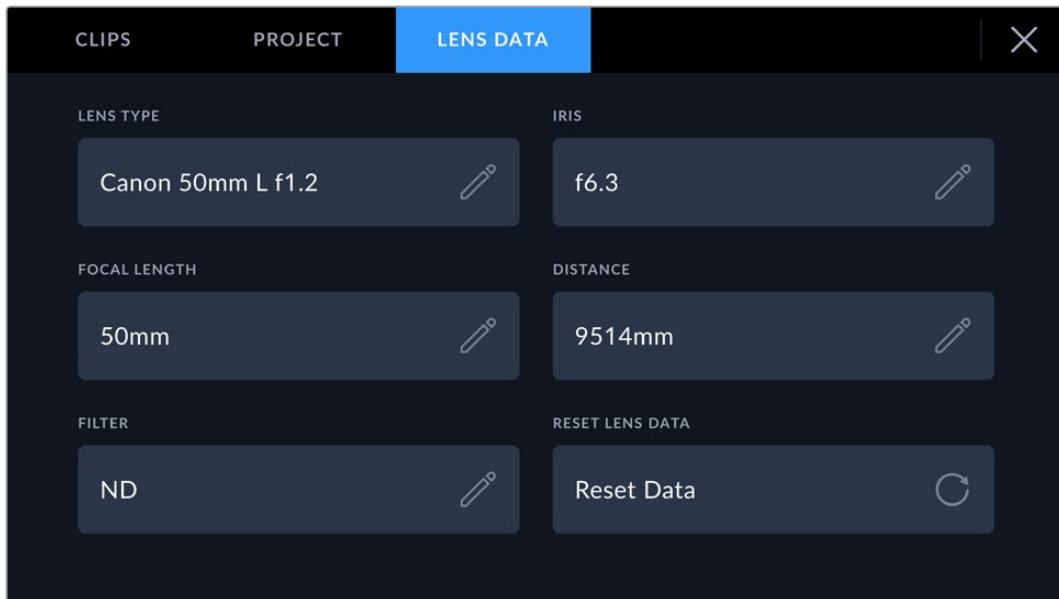 CLIPS PROJECT LENS DATA
LENS TYPE IRIS
Canon 50mm L f1.2 f6.3
FOCAL LENGTH DISTANCE
50mm 9514mm
FILTER RESET LENS DATA
ND Reset Data